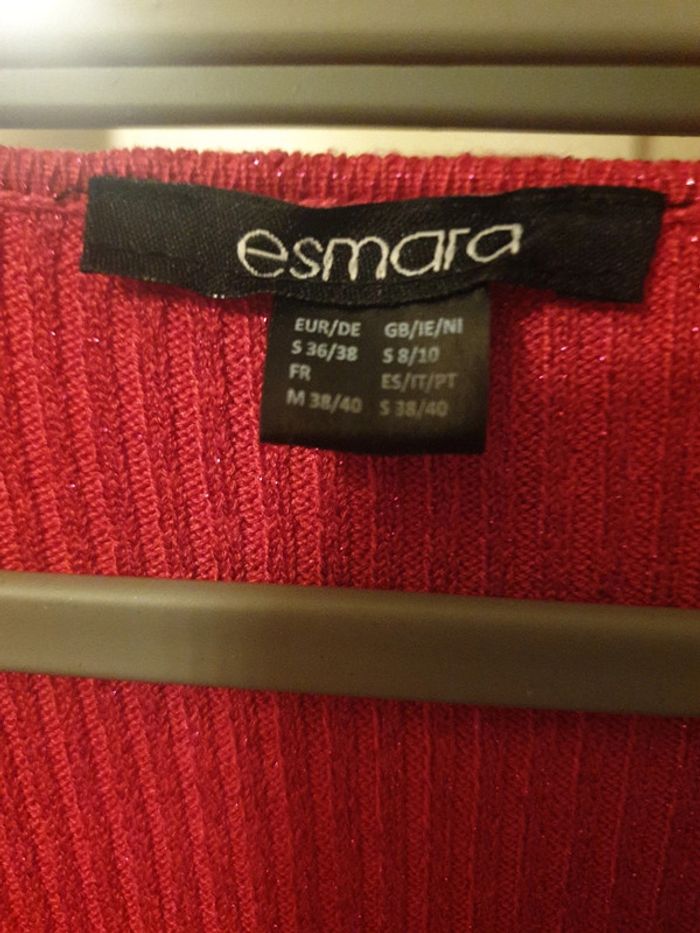 esmara
EUR/DE GB/IE/NI
S 36/38 S 8/10
FR ES/IT/PT
M 38/40 S 38/40